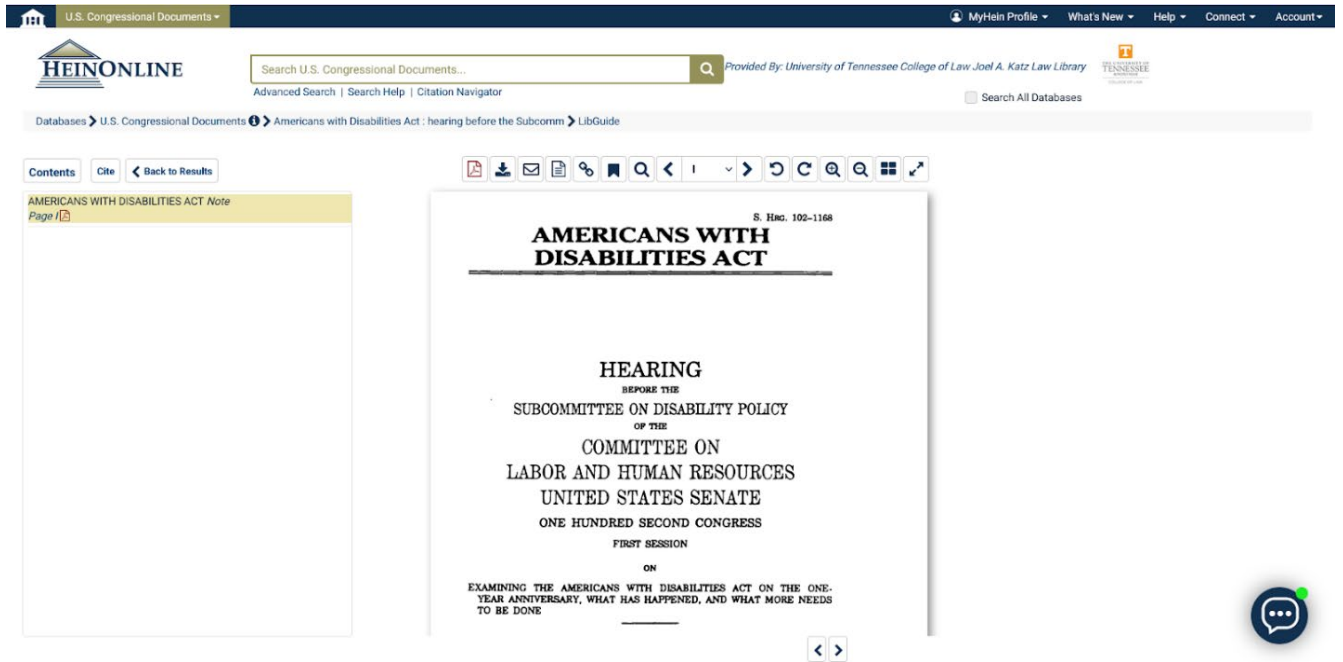 U.S. Congressional Documents
MyHein Profile What's New Help Connect Account
HEINONLINE
Search U.S. Congressional Documents...
Provided By: University of Tennessee College of Law Joel A. Katz Law Library
TENNESSEE
Advanced Search | Search Help | Citation Navigator
Search All Databases
Databases ❯ U.S. Congressional Documents ❯ Americans with Disabilities Act : hearing before the Subcomm ❯ LibGuide
Contents Cite Back to Results
I
AMERICANS WITH DISABILITIES ACT Note
Page I
S. HRG. 102–1168
AMERICANS WITH
DISABILITIES ACT
HEARING
BEFORE THE
SUBCOMMITTEE ON DISABILITY POLICY
OF THE
COMMITTEE ON
LABOR AND HUMAN RESOURCES
UNITED STATES SENATE
ONE HUNDRED SECOND CONGRESS
FIRST SESSION
ON
EXAMINING THE AMERICANS WITH DISABILITIES ACT ON THE ONE-
YEAR ANNIVERSARY, WHAT HAS HAPPENED, AND WHAT MORE NEEDS
TO BE DONE